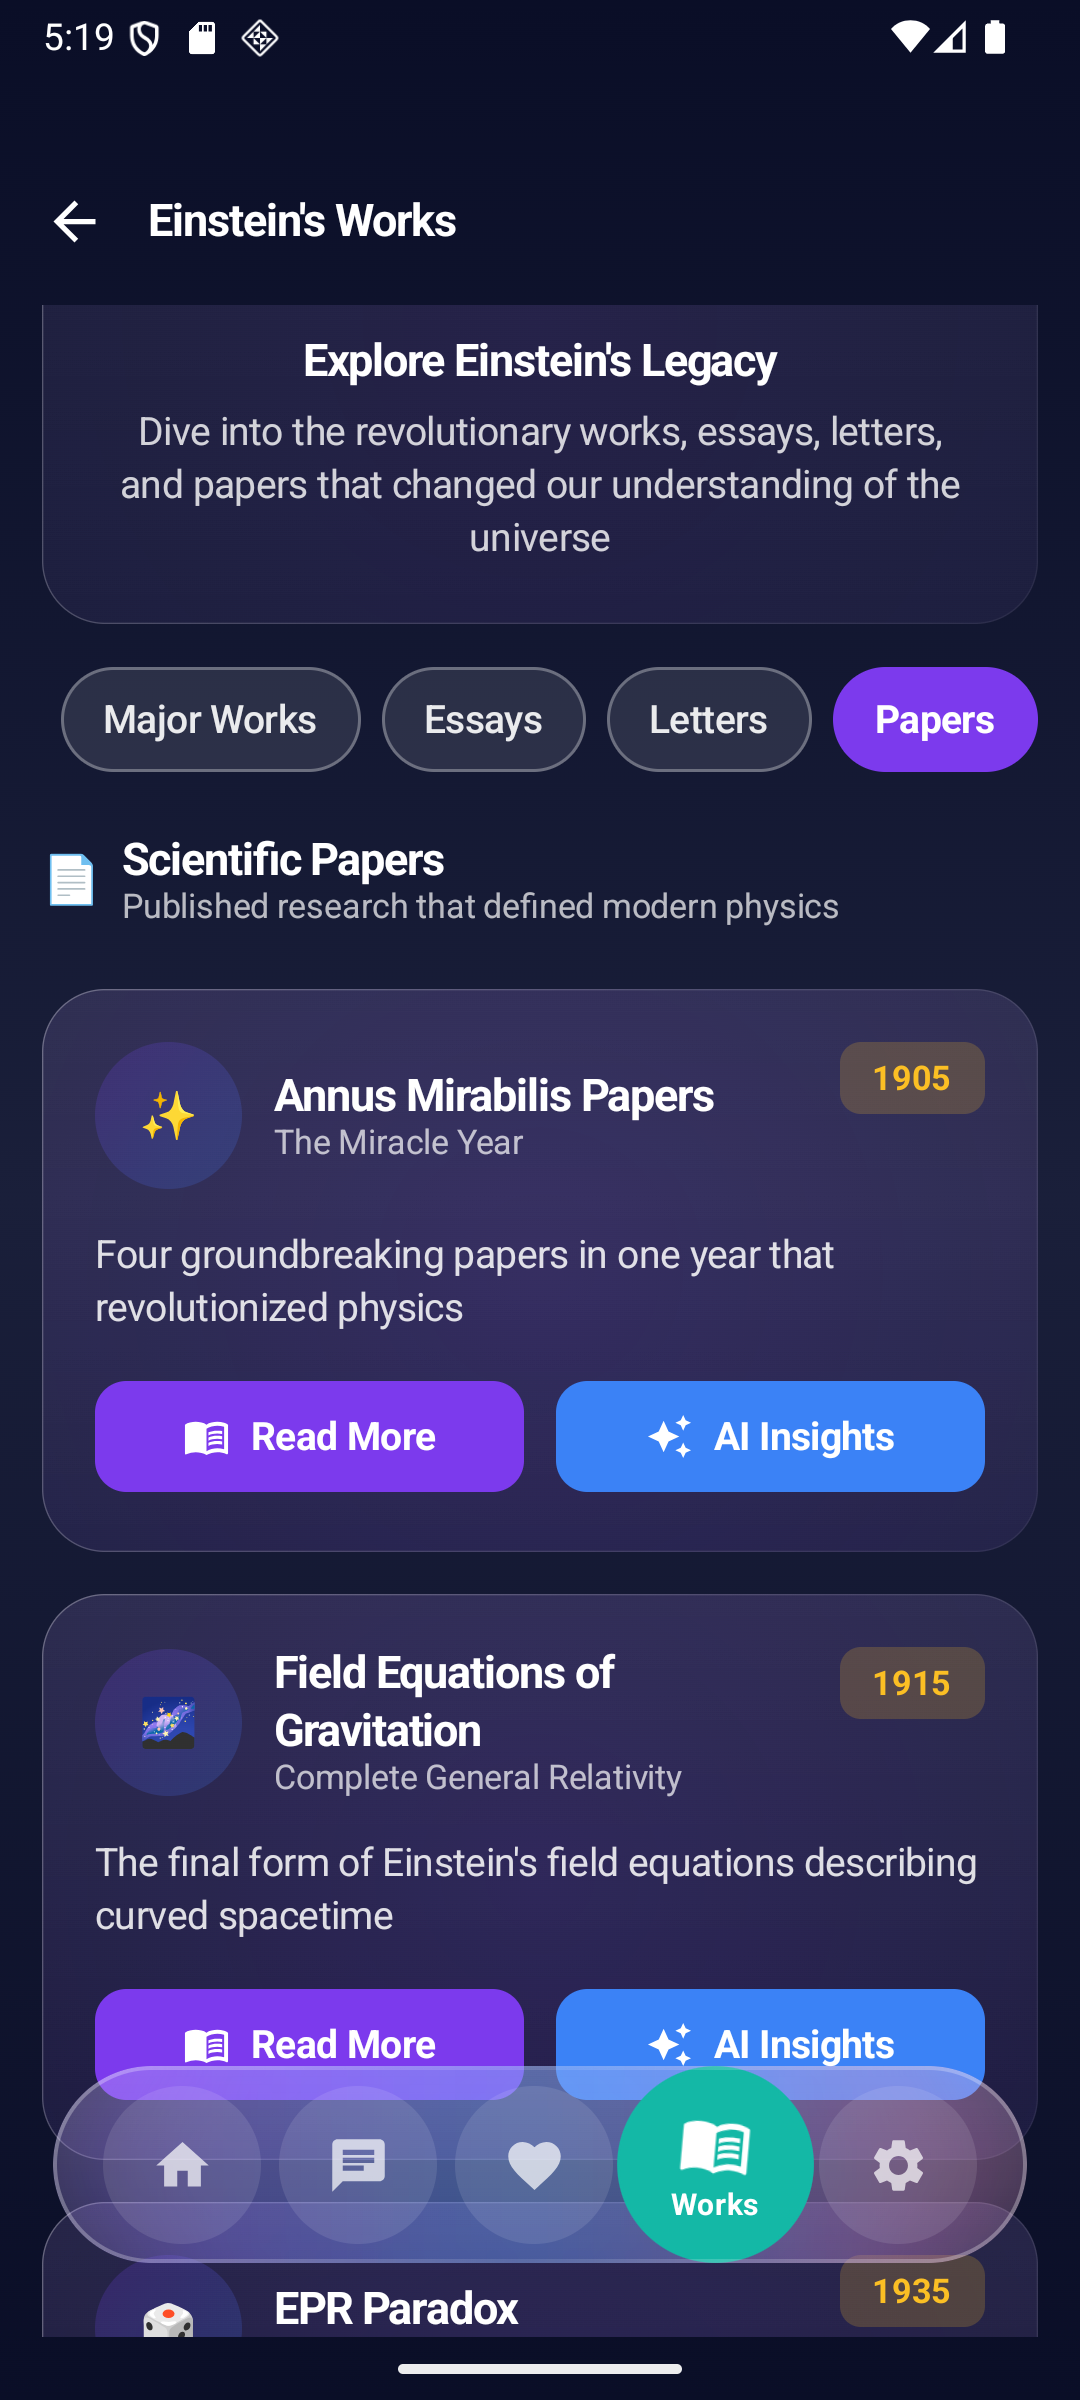 5:19
Einstein's Works
Explore Einstein's Legacy
Dive into the revolutionary works, essays, letters,
and papers that changed our understanding of the
universe
Major Works
Essays
Letters
Papers
Scientific Papers
Published research that defined modern physics
Annus Mirabilis Papers
The Miracle Year
1905
Four groundbreaking papers in one year that
revolutionized physics
Read More
AI Insights
Field Equations of
Gravitation
Complete General Relativity
1915
The final form of Einstein's field equations describing
curved spacetime
Read More
AI Insights
Works
EPR Paradox
1935